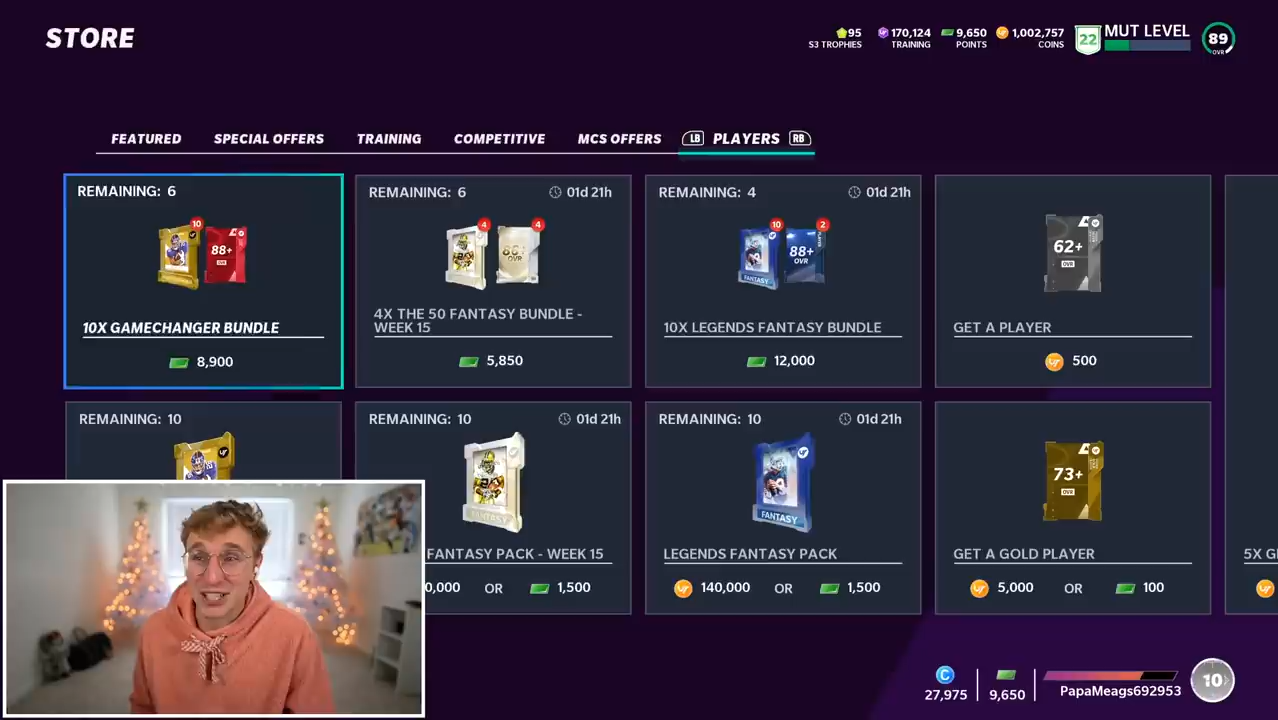 STORE
95
S3 TROPHIES
170,124
TRAINING
9,650
POINTS
1,002,757
COINS
22
MUT LEVEL
89
OVR
FEATURED
SPECIAL OFFERS
TRAINING
COMPETITIVE
MCS OFFERS
LB
PLAYERS
RB
REMAINING: 6
10
88+
OVR
10X GAMECHANGER BUNDLE
8,900
REMAINING: 6
01d 21h
4
4
86+
OVR
4X THE 50 FANTASY BUNDLE -
WEEK 15
5,850
REMAINING: 4
01d 21h
10
FANTASY
2
88+
OVR
10X LEGENDS FANTASY BUNDLE
12,000
62+
OVR
GET A PLAYER
500
REMAINING: 10
REMAINING: 10
01d 21h
FANTASY
FANTASY PACK - WEEK 15
0,000 OR 1,500
REMAINING: 10
01d 21h
FANTASY
LEGENDS FANTASY PACK
140,000 OR 1,500
73+
OVR
GET A GOLD PLAYER
5,000 OR 100
5X G
27,975
9,650
PapaMeags692953
10